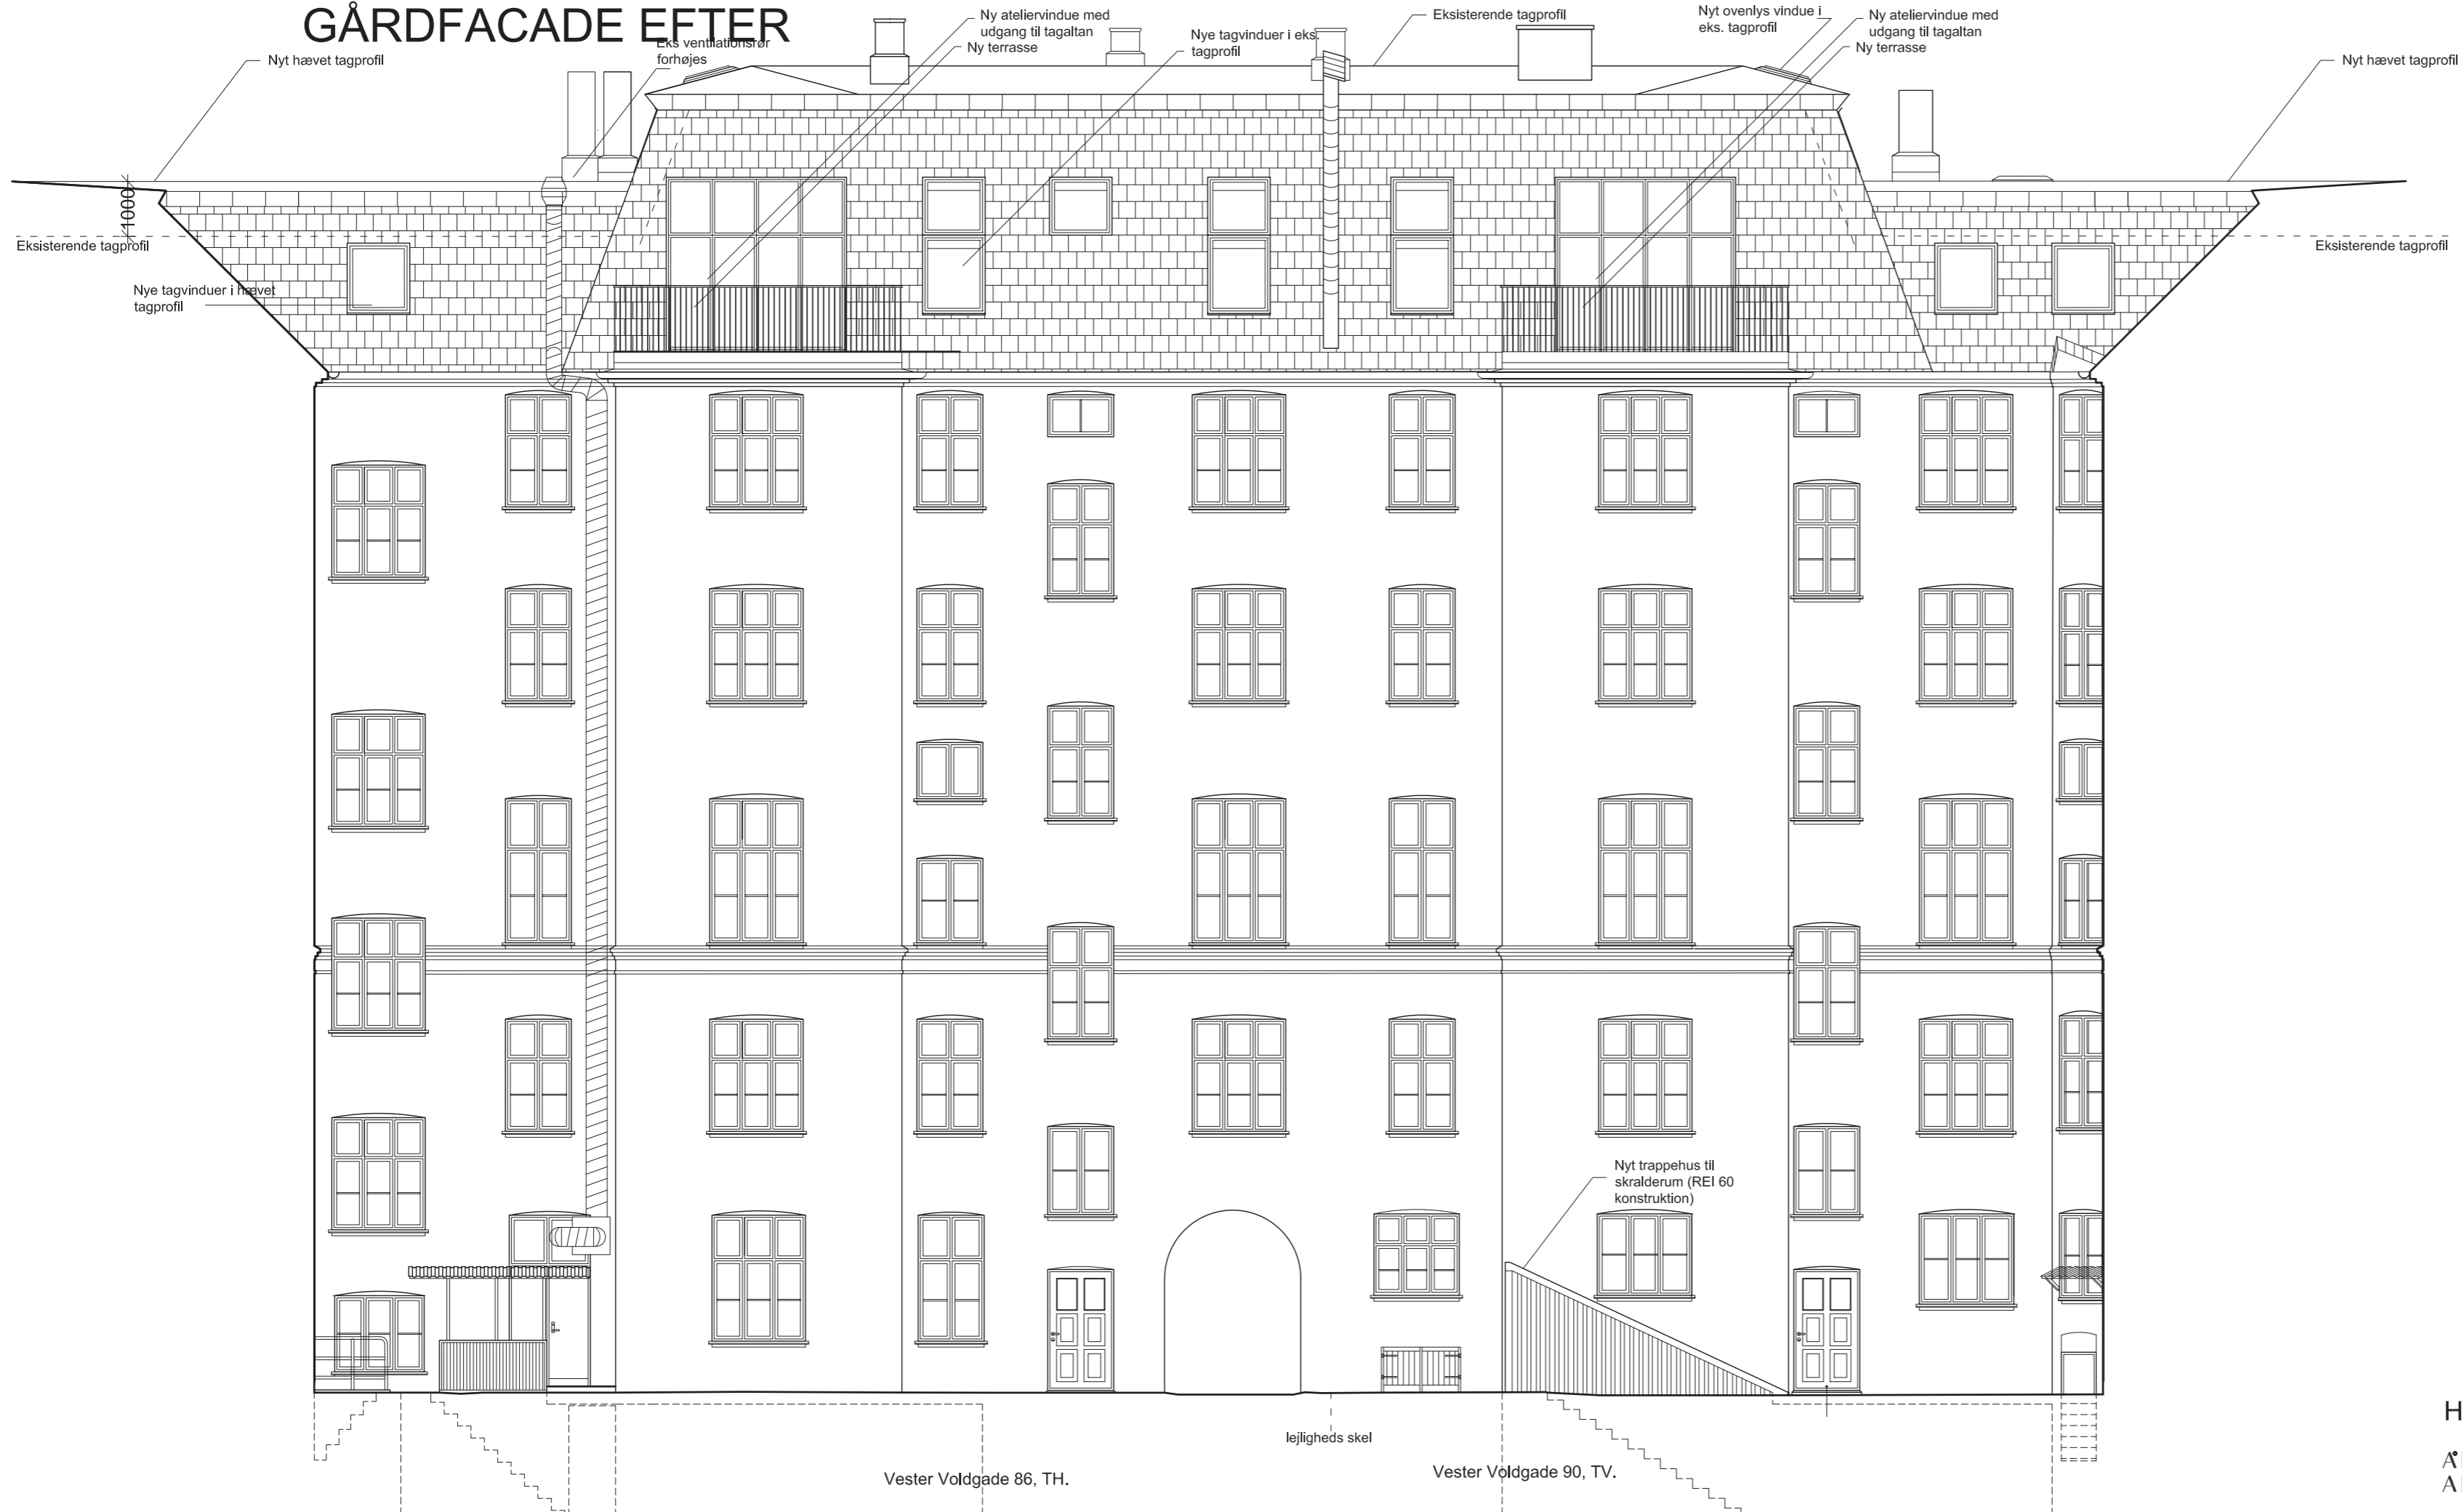 GÅRDFACADE EFTER
Nyt hævet tagprofil
Eks ventilationsrør
forhøjes
Ny ateliervindue med
udgang til tagaltan
Ny terrasse
Nye tagvinduer i eks.
tagprofil
Eksisterende tagprofil
Nyt ovenlys vindue i
eks. tagprofil
Ny ateliervindue med
udgang til tagaltan
Ny terrasse
Nyt hævet tagprofil
1000
Eksisterende tagprofil
Eksisterende tagprofil
Nye tagvinduer i hævet
tagprofil
Nyt trappehus til
skralderum (REI 60
konstruktion)
lejligheds skel
Vester Voldgade 86, TH.
Vester Voldgade 90, TV.
H
Å
A